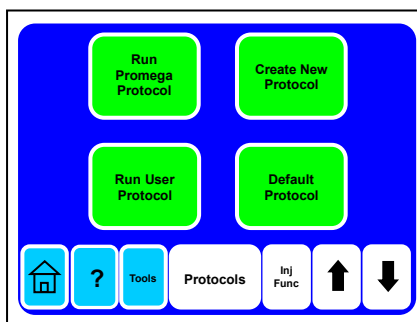 Run
Promega
Protocol
Create New
Protocol
Run User
Protocol
Default
Protocol
?
Tools
Protocols
Inj
Func